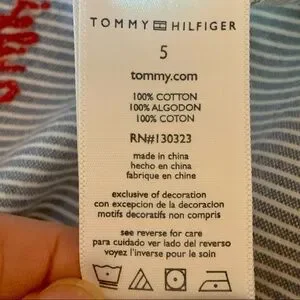 TOMMY HILFIGER
5
tommy.com
100% COTTON
100% ALGODON
100% COTON
RN#130323
made in china
hecho en china
fabrique en chine
exclusive of decoration
con excepción de decoracion
motifs decoratifs non compris
see reverse for care
para cuidado ver lado del reverso
voyez l'inverse pour le soin